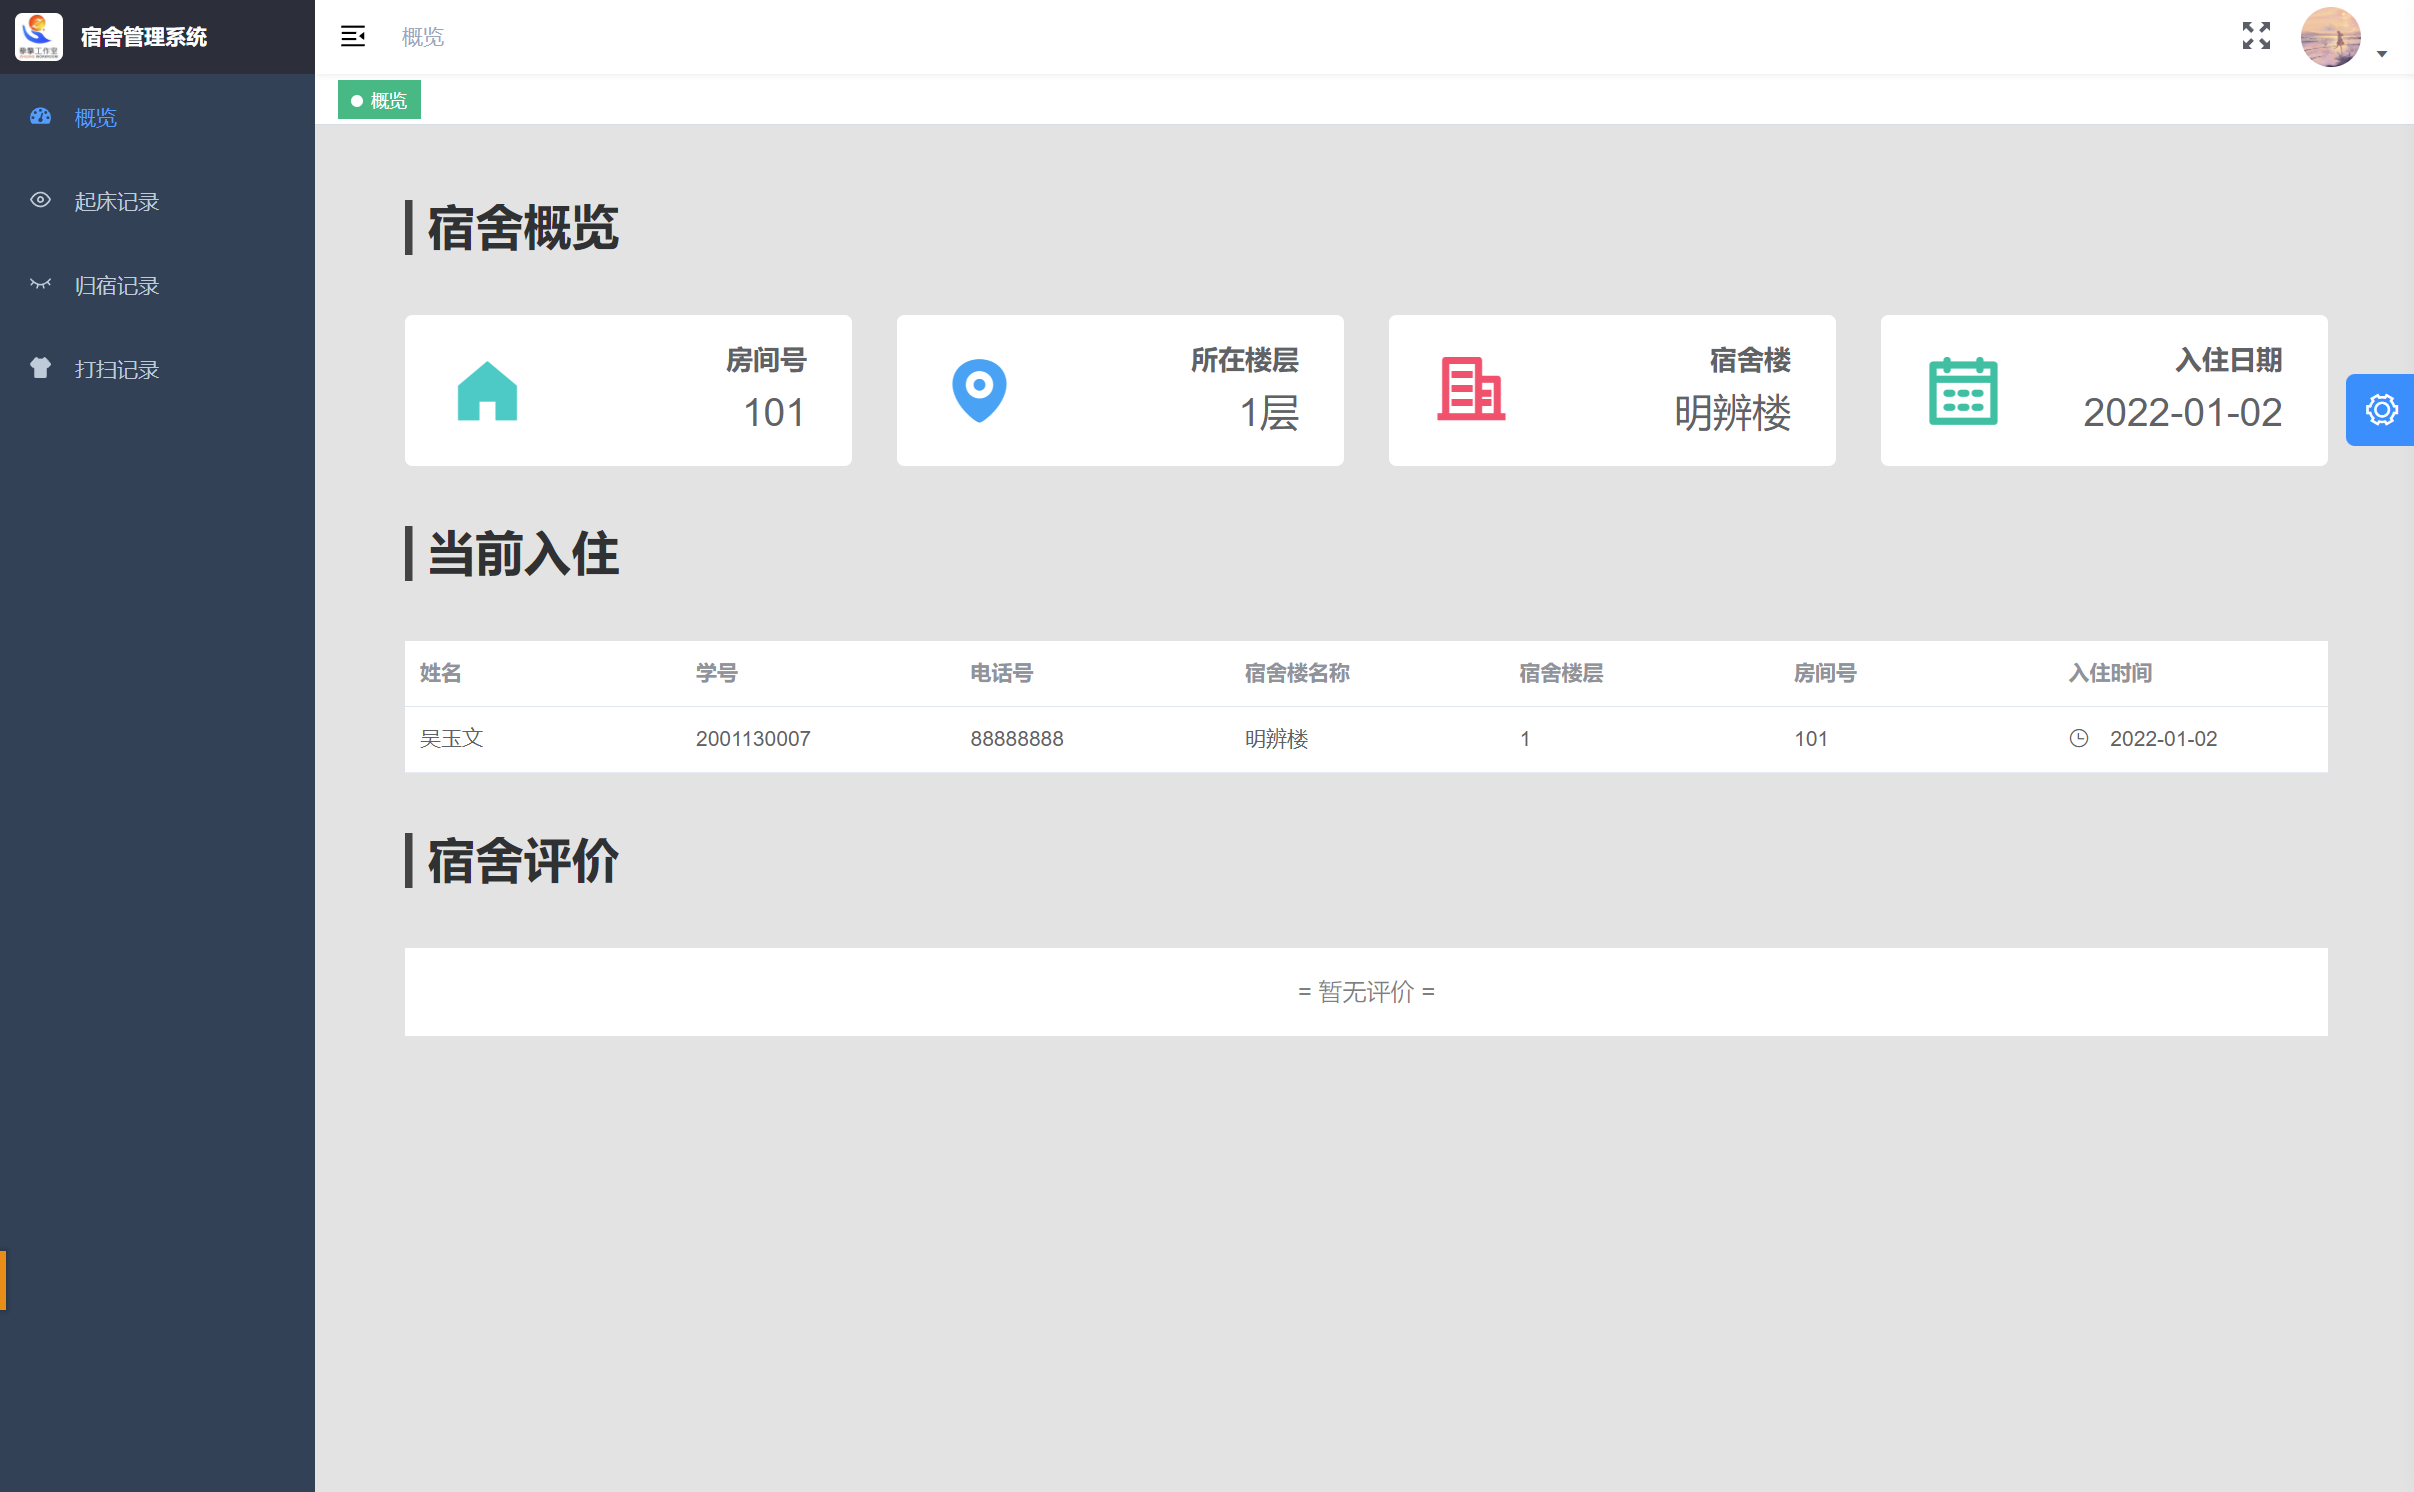 宿舍管理系统
概览
概览
概览
起床记录
归宿记录
打扫记录
宿舍概览
房间号
101
所在楼层
1层
宿舍楼
明辨楼
入住日期
2022-01-02
当前入住
姓名 学号 电话号 宿舍楼名称 宿舍楼层 房间号 入住时间
吴玉文 2001130007 88888888 明辨楼 1 101 2022-01-02
宿舍评价
= 暂无评价 =